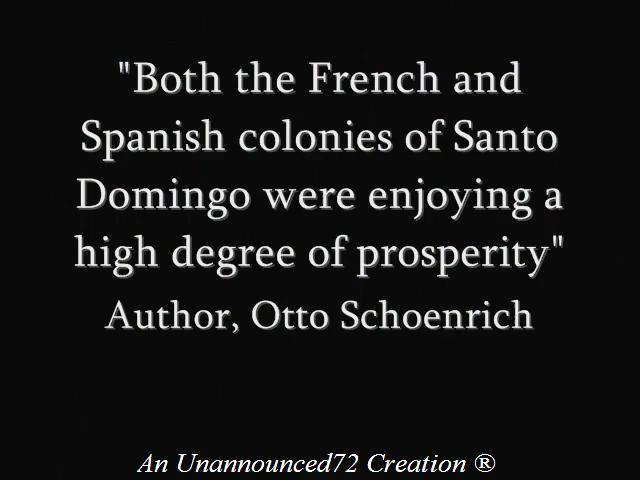 "Both the French and
Spanish colonies of Santo
Domingo were enjoying a
high degree of prosperity"
Author, Otto Schoenrich
An Unannounced72 Creation ®